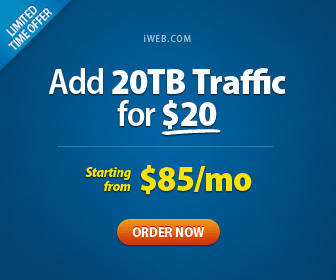 LIMITED
TIME OFFER
iWEB.COM
Add 20TB Traffic
for $20
Starting
from
$85/mo
ORDER NOW